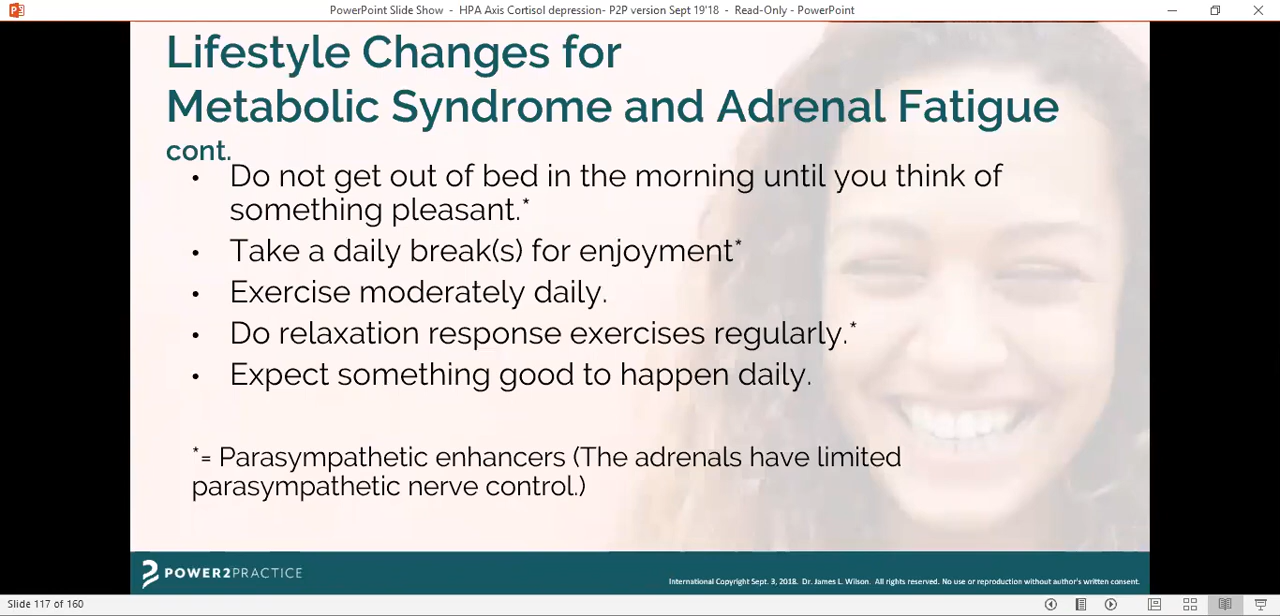 PowerPoint Slide Show - HPA Axis Cortisol depression- P2P version Sept 19'18 - Read-Only - PowerPoint
Lifestyle Changes for
Metabolic Syndrome and Adrenal Fatigue
cont.
• Do not get out of bed in the morning until you think of
something pleasant.*
• Take a daily break(s) for enjoyment*
• Exercise moderately daily.
• Do relaxation response exercises regularly.*
• Expect something good to happen daily.
*= Parasympathetic enhancers (The adrenals have limited
parasympathetic nerve control.)
POWER2PRACTICE
International Copyright Sept. 3, 2018. Dr. James L. Wilson. All rights reserved. No use or reproduction without author's written consent.
Slide 117 of 160